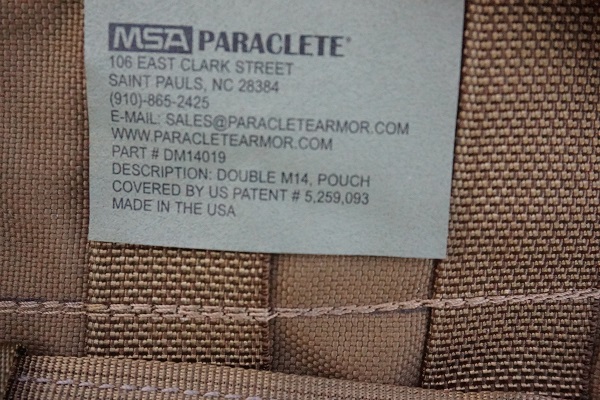 MSA PARACLETE®
106 EAST CLARK STREET
SAINT PAULS, NC 28384
(910)-865-2425
E-MAIL: SALES@PARACLETEARMOR.COM
WWW.PARACLETEARMOR.COM
PART # DM14019
DESCRIPTION: DOUBLE M14, POUCH
COVERED BY US PATENT # 5,259,093
MADE IN THE USA